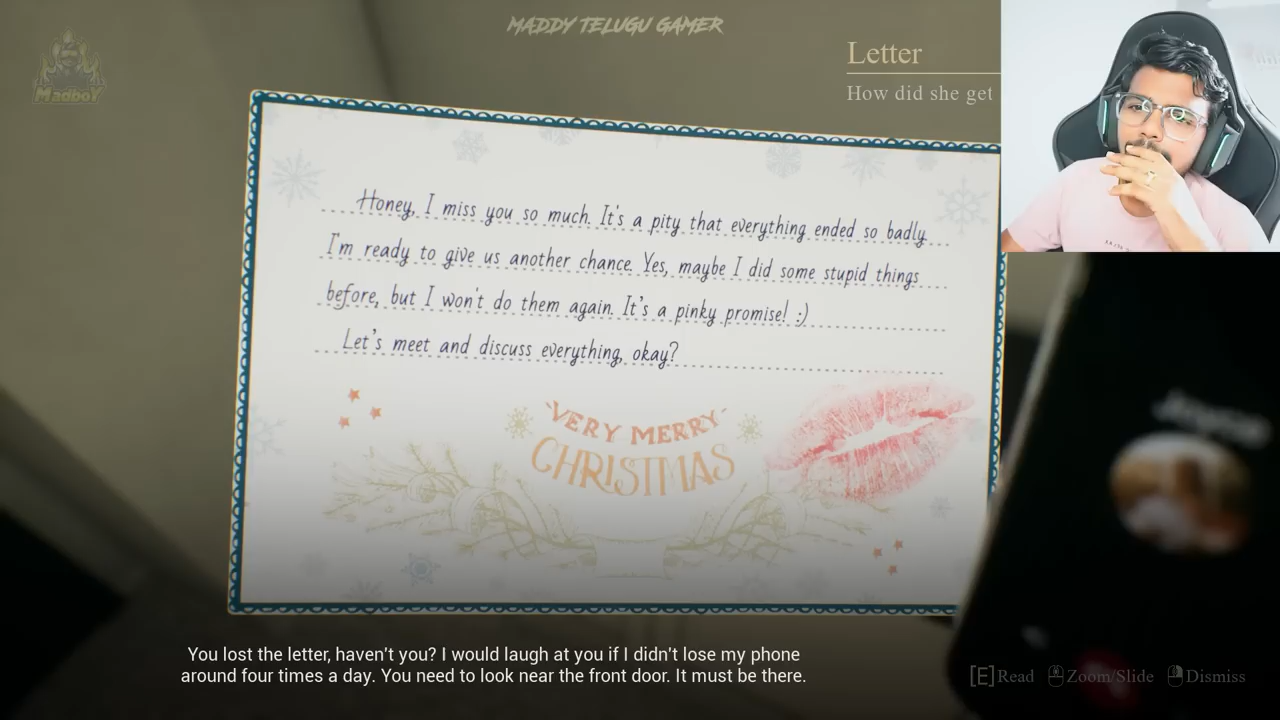 MADDY TELUGU GAMER
MadboY
Letter
How did she get
Honey, I miss you so much. It's a pity that everything ended so badly.
I'm ready to give us another chance. Yes, maybe I did some stupid things
before, but I won't do them again. It's a pinky promise! :)
Let's meet and discuss everything, okay?
VERY MERRY
CHRISTMAS
You lost the letter, haven't you? I would laugh at you if I didn't lose my phone
around four times a day. You need to look near the front door. It must be there.
[E]Read Zoom/Slide Dismiss